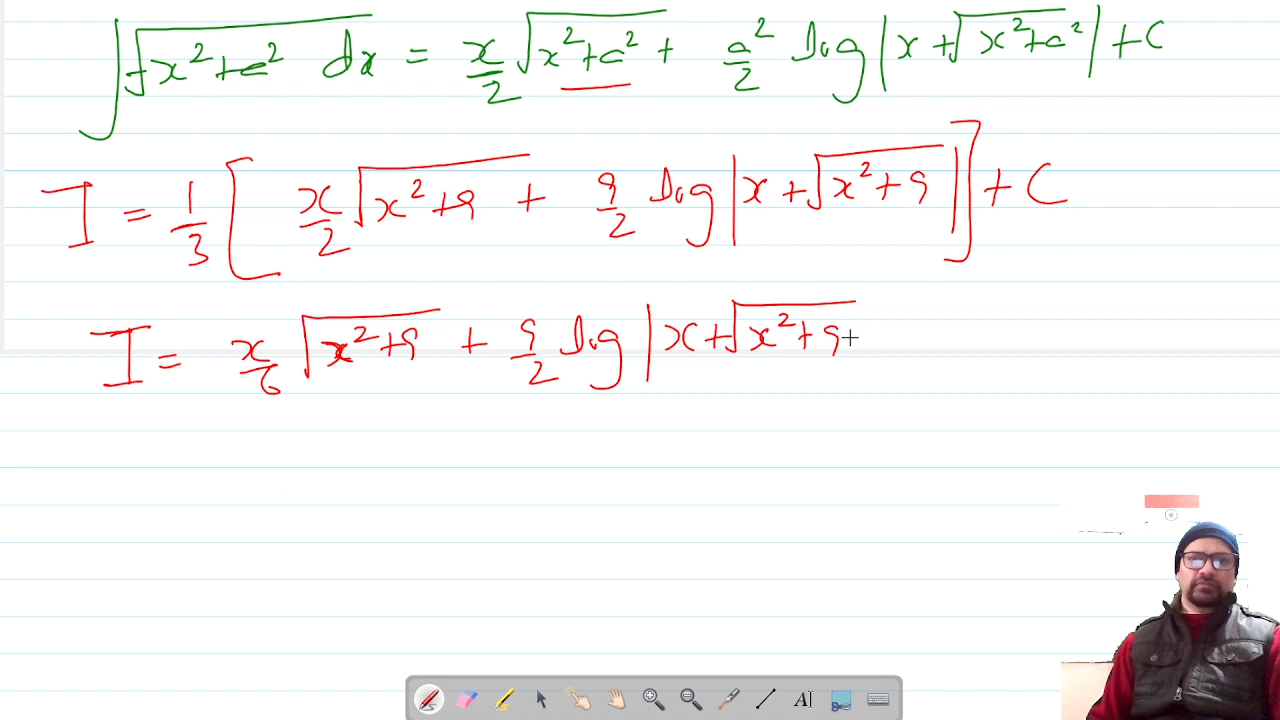 ∫√x²+a² dx = x/2 √x²+a² + a²/2 log|x+√x²+a²|+C
I = 1/3 [ x/2 √x²+9 + 9/2 log|x+√x²+9| ] + C
I = x/6 √x²+9 + 9/2 log|x+√x²+9
AI